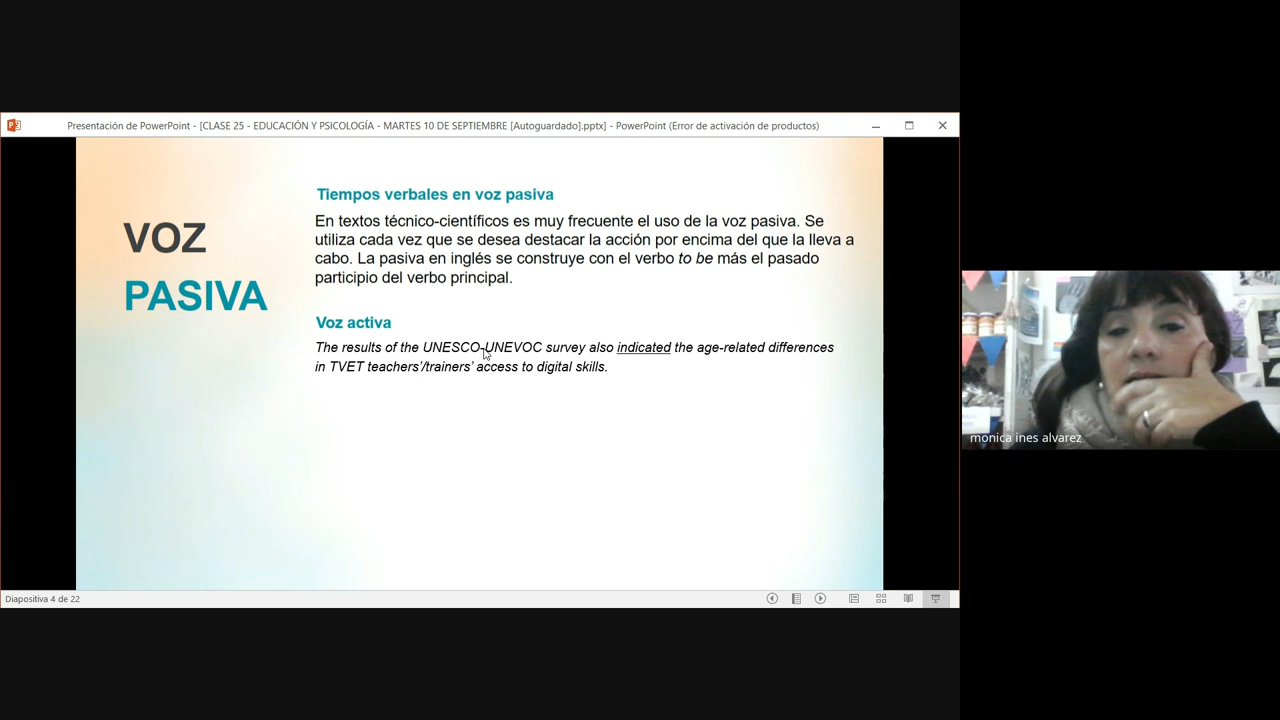 Presentación de PowerPoint - [CLASE 25 - EDUCACIÓN Y PSICOLOGÍA - MARTES 10 DE SEPTIEMBRE [Autoguardado].pptx] - PowerPoint (Error de activación de productos)
VOZ
PASIVA
Tiempos verbales en voz pasiva
En textos técnico-científicos es muy frecuente el uso de la voz pasiva. Se
utiliza cada vez que se desea destacar la acción por encima del que la lleva a
cabo. La pasiva en inglés se construye con el verbo to be más el pasado
participio del verbo principal.
Voz activa
The results of the UNESCO-UNEVOC survey also indicated the age-related differences
in TVET teachers'/trainers' access to digital skills.
Diapositiva 4 de 22
monica ines alvarez